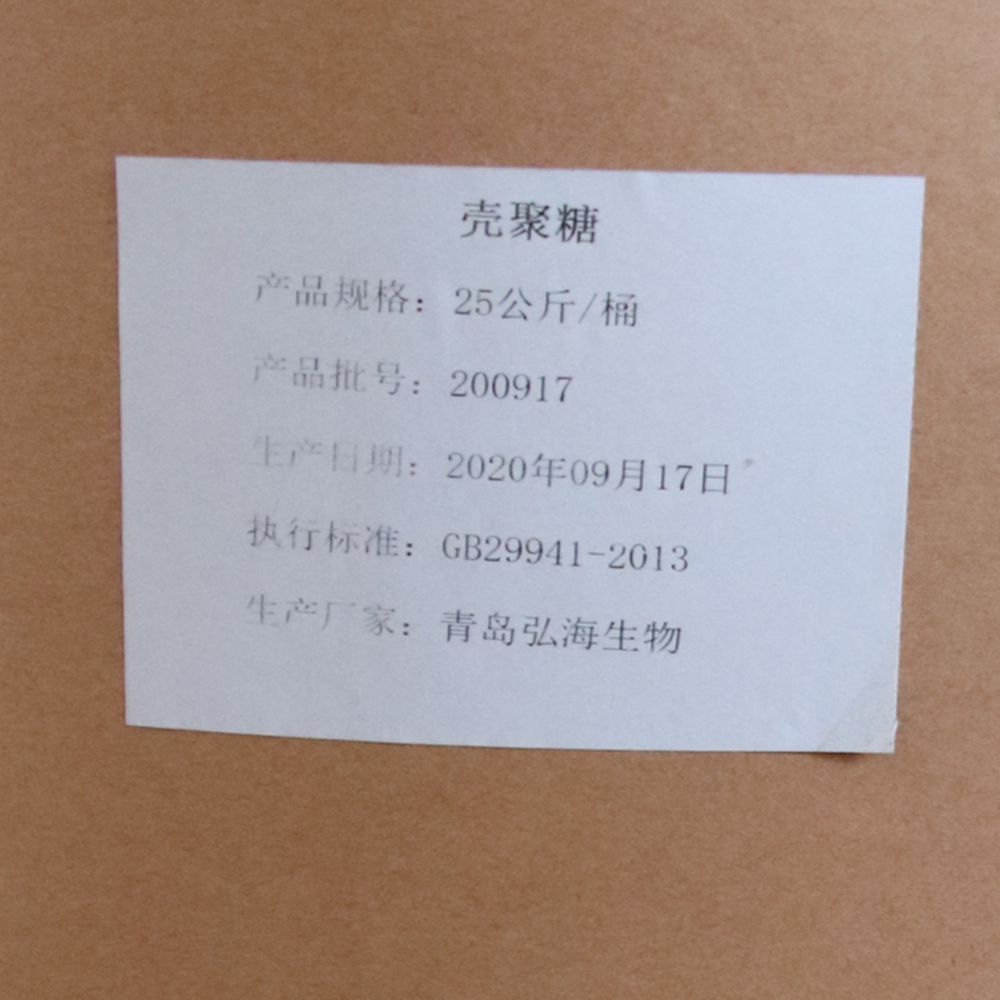 壳聚糖
产品规格：25公斤/桶
产品批号：200917
生产日期：2020年09月17日
执行标准：GB29941-2013
生产厂家：青岛弘海生物